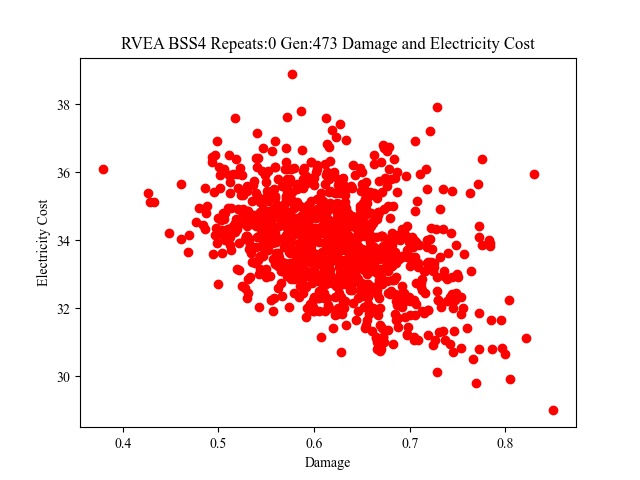 RVEA BSS4 Repeats:0 Gen:473 Damage and Electricity Cost
Electricity Cost
38
36
34
32
30
0.4 0.5 0.6 0.7 0.8
Damage